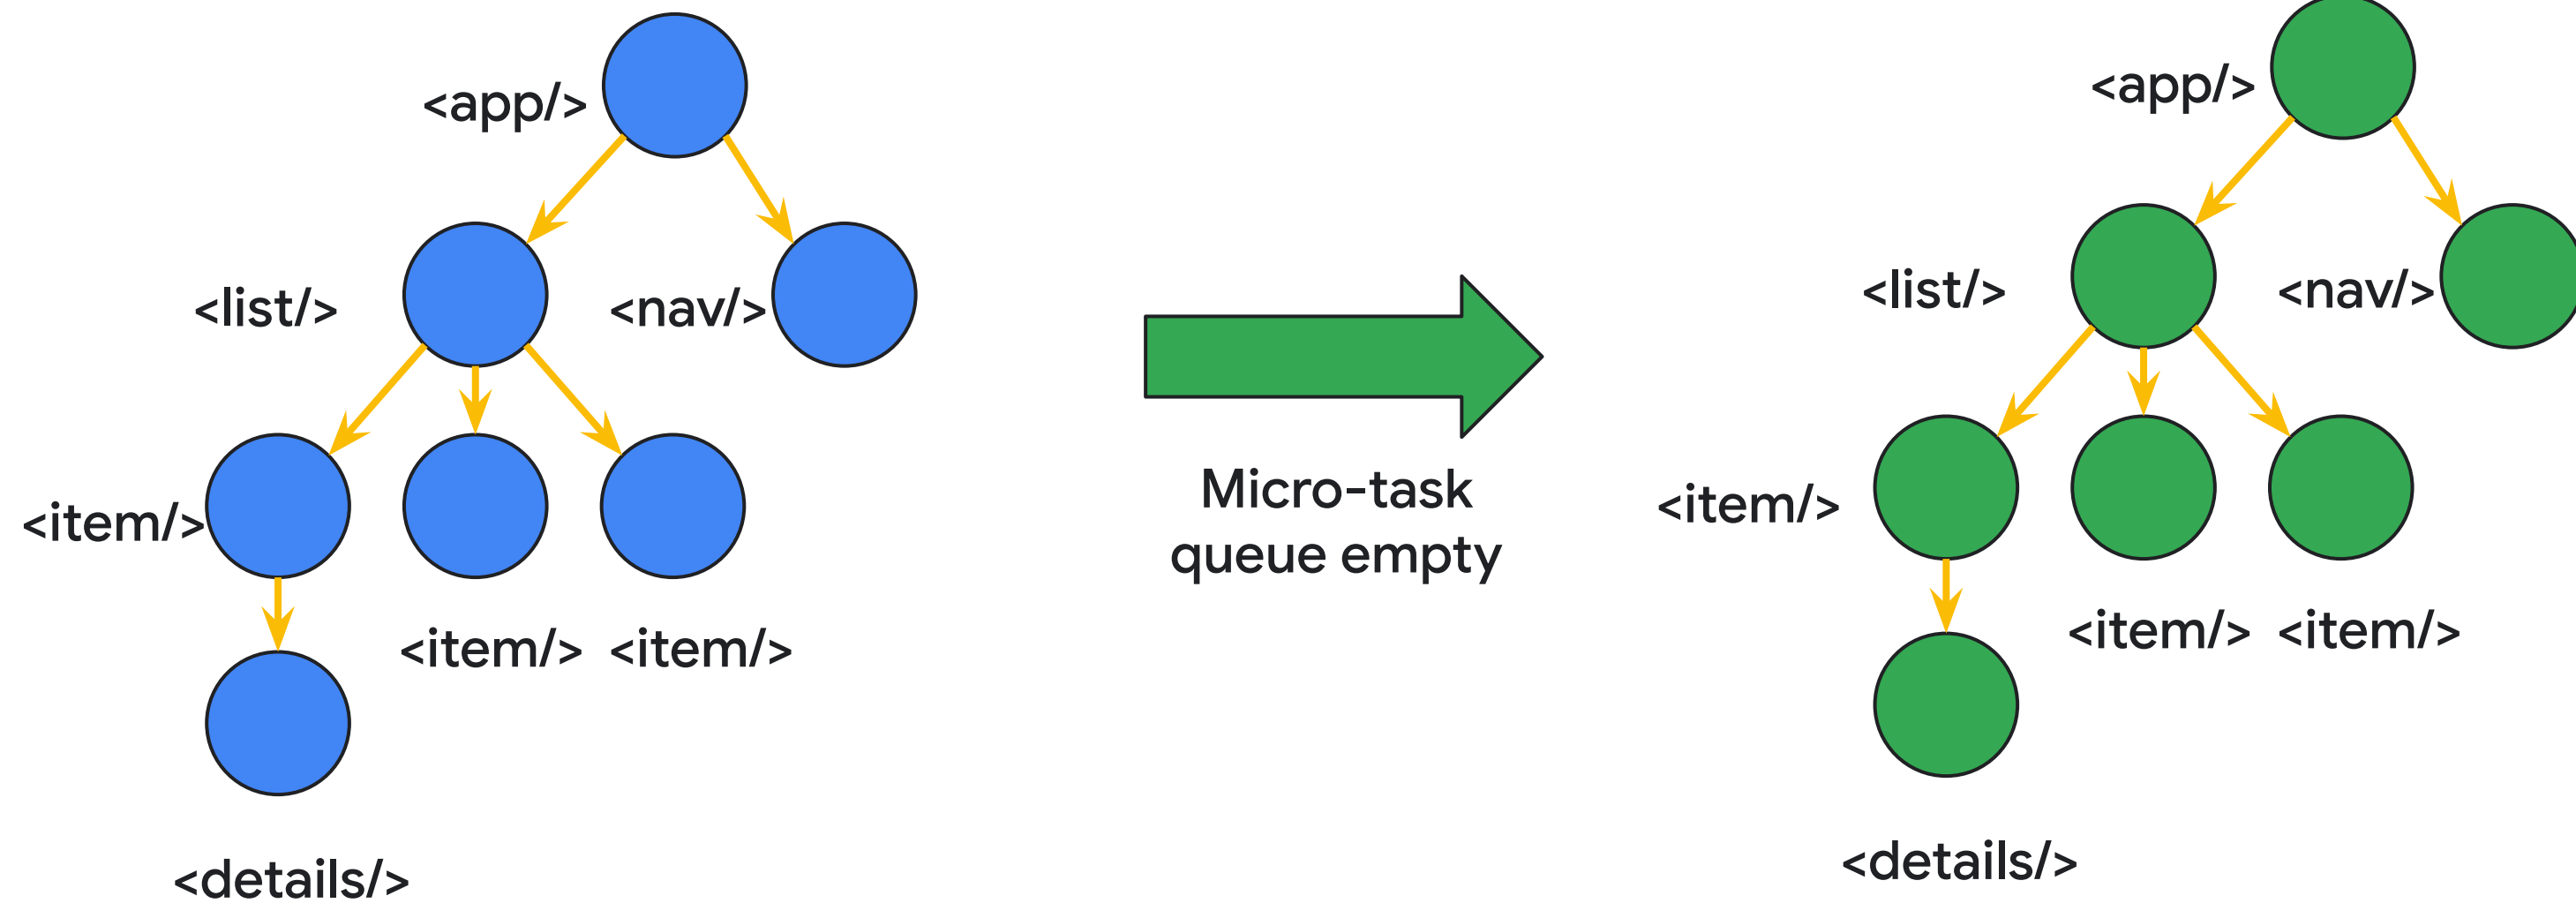 <app/>
<list/>
<nav/>
<item/>
<item/>
<item/>
<details/>
Micro-task
queue empty
<app/>
<list/>
<nav/>
<item/>
<item/>
<item/>
<details/>